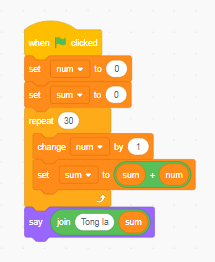 when clicked
set num to 0
set sum to 0
repeat 30
change num by 1
set sum to sum + num
say join Tong la sum